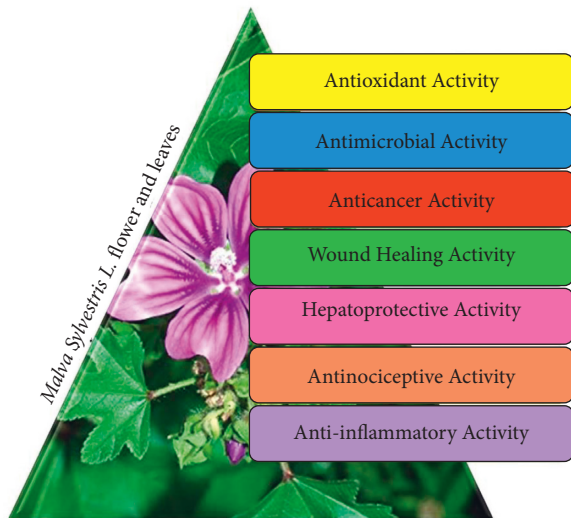 Malva Sylvestris L. flower and leaves
Antioxidant Activity
Antimicrobial Activity
Anticancer Activity
Wound Healing Activity
Hepatoprotective Activity
Antinociceptive Activity
Anti-inflammatory Activity